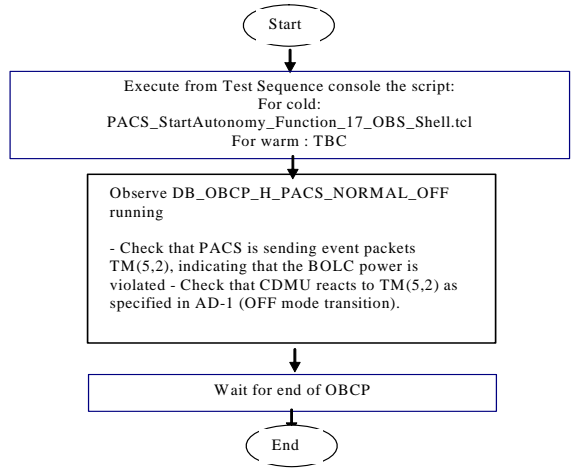 Start
Execute from Test Sequence console the script:
For cold:
PACS_StartAutonomy_Function_17_OBS_Shell.tcl
For warm : TBC
Observe DB_OBCP_H_PACS_NORMAL_OFF
running
- Check that PACS is sending event packets
TM(5,2), indicating that the BOLC power is
violated - Check that CDMU reacts to TM(5,2) as
specified in AD-1 (OFF mode transition).
Wait for end of OBCP
End